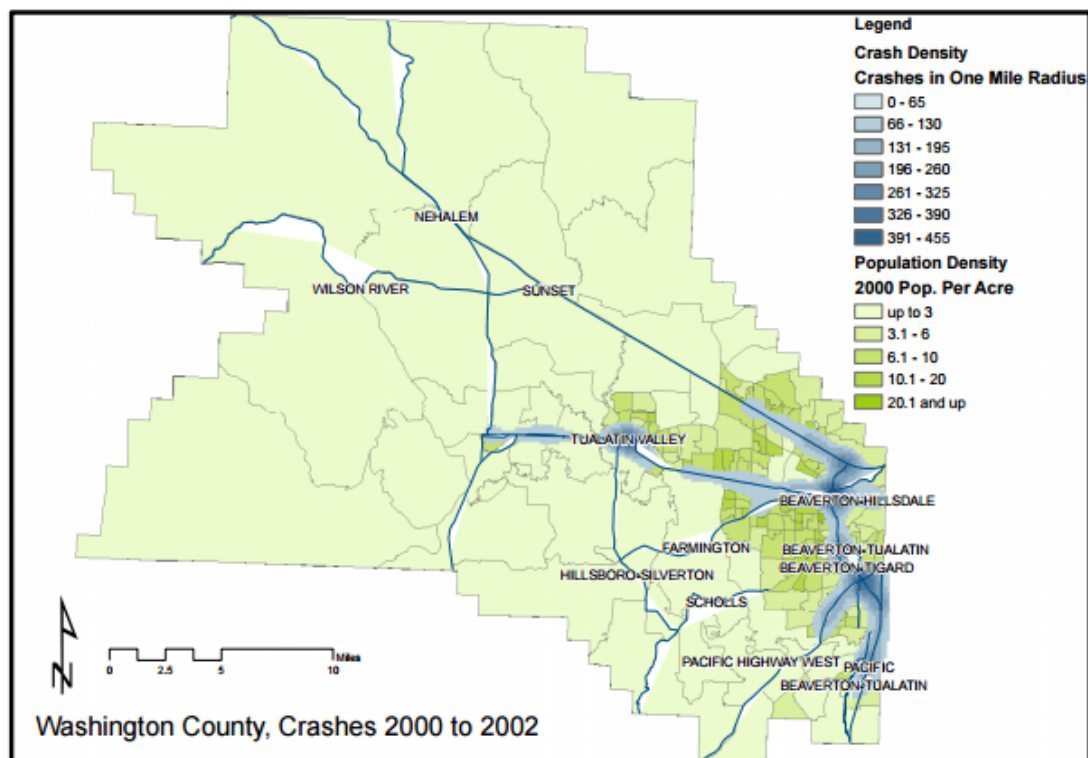 Legend
Crash Density
Crashes in One Mile Radius
0 - 65
66 - 130
131 - 195
196 - 260
261 - 325
326 - 390
391 - 455
Population Density
2000 Pop. Per Acre
up to 3
3.1 - 6
6.1 - 10
10.1 - 20
20.1 and up
NEHALEM
WILSON RIVER
SUNSET
TUALATIN VALLEY
BEAVERTON-HILLSDALE
FARMINGTON
BEAVERTON-TUALATIN
BEAVERTON-TIGARD
HILLSBORO-SILVERTON
SCHOLLS
PACIFIC HIGHWAY WEST
PACIFIC
BEAVERTON-TUALATIN
N
Miles
0 2.5 5 10
Washington County, Crashes 2000 to 2002